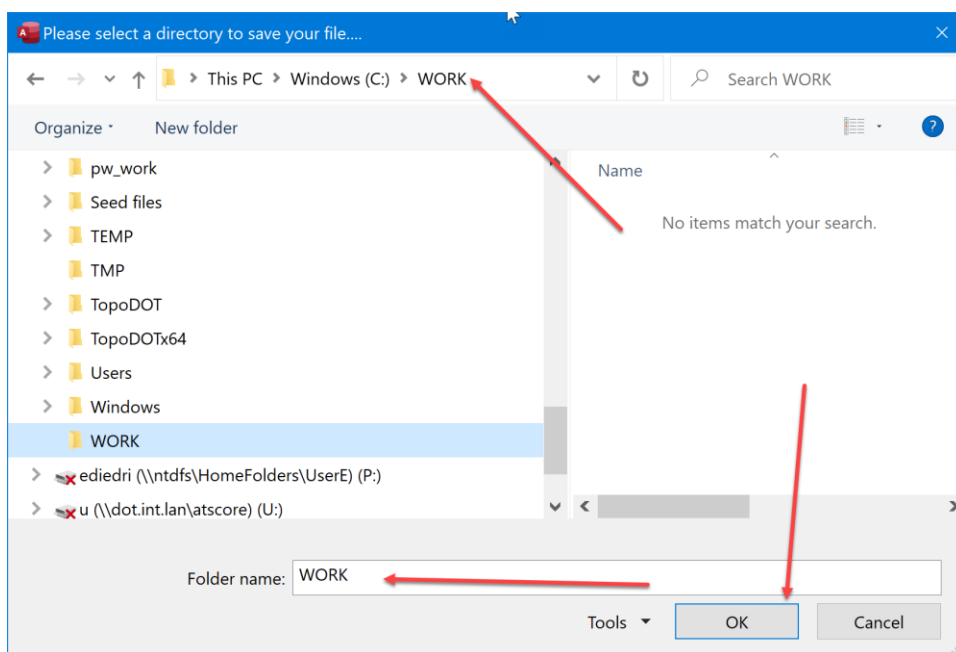 Please select a directory to save your file....
This PC > Windows (C:) > WORK
Search WORK
Organize
New folder
?
Name
pw_work
Seed files
No items match your search.
TEMP
TMP
TopoDOT
TopoDOTx64
Users
Windows
WORK
ediedri (\\ntdfs\HomeFolders\UserE) (P:)
u (\\dot.int.lan\atscore) (U:)
Folder name: WORK
Tools
OK
Cancel